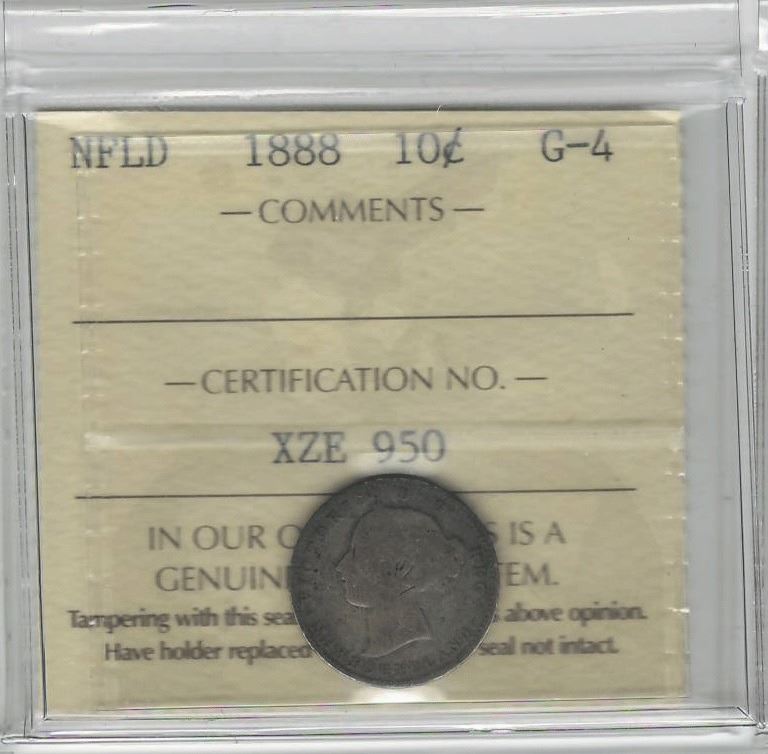 NFLD 1888 10¢ G-4
— COMMENTS —
— CERTIFICATION NO. —
XZE 950
IN OUR IS A
GENUIN EM.
Tampering with this sea above opinion.
Have holder replaced seal not intact.